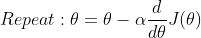 Repeat : θ = θ − α d/dθ J(θ)